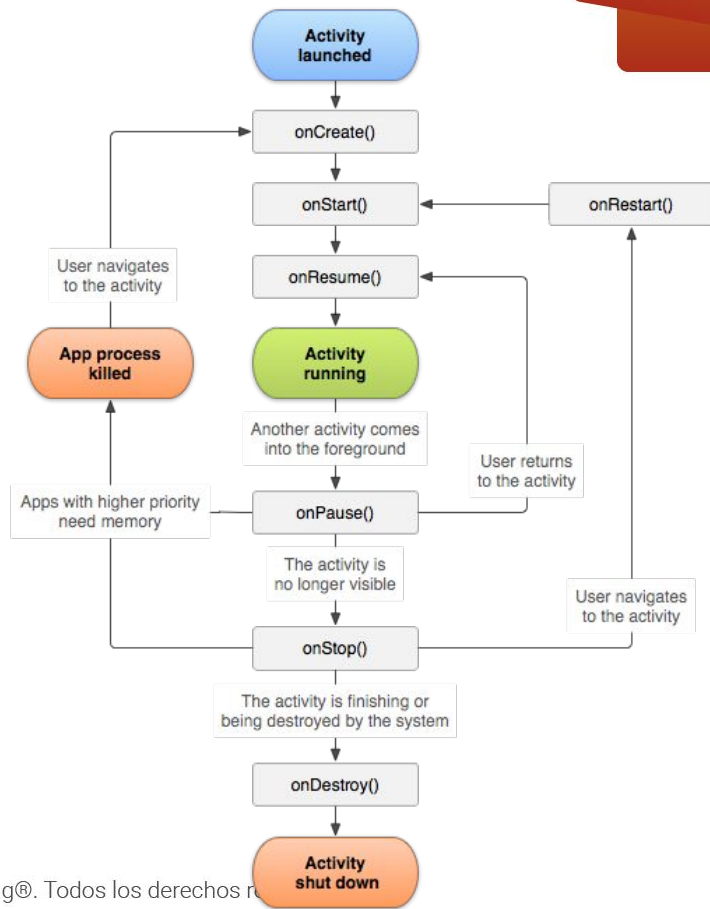 Activity
launched
onCreate()
onStart()
onRestart()
User navigates
to the activity
onResume()
App process
killed
Activity
running
Another activity comes
into the foreground
User returns
to the activity
Apps with higher priority
need memory
onPause()
The activity is
no longer visible
User navigates
to the activity
onStop()
The activity is finishing or
being destroyed by the system
onDestroy()
Activity
shut down
g®. Todos los derechos